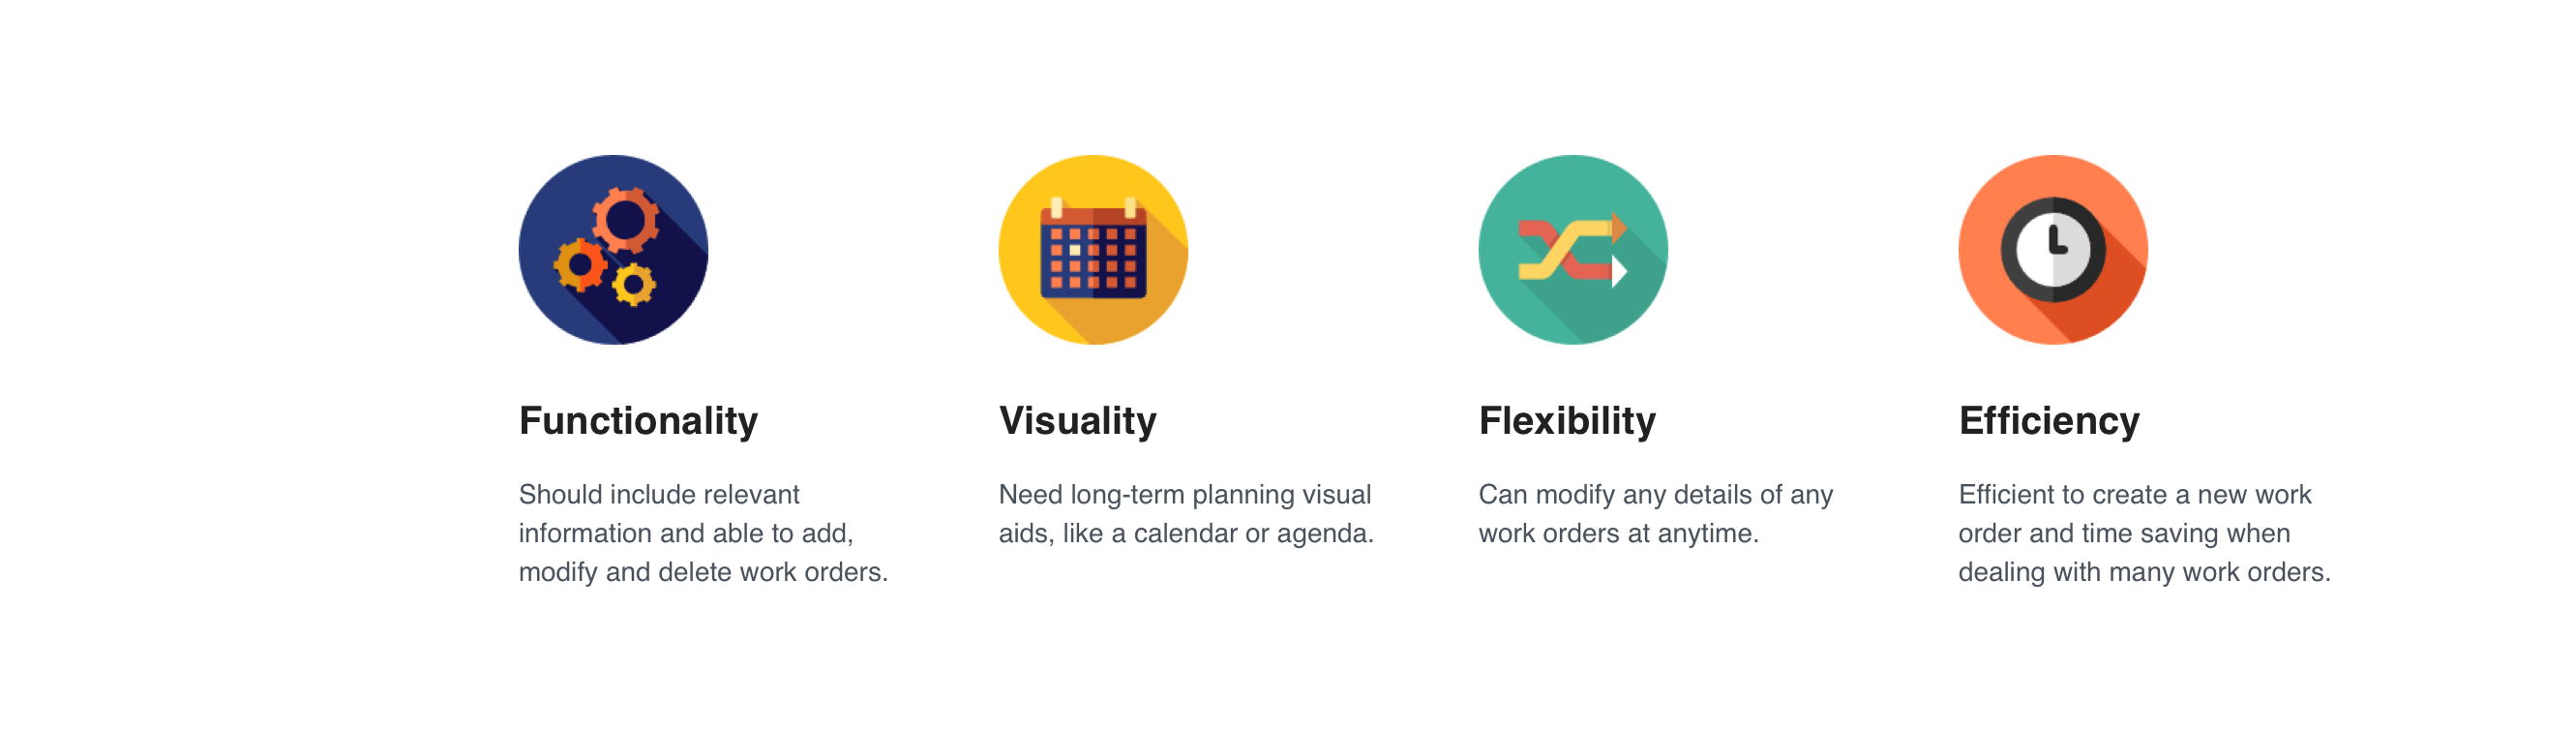 Functionality
Should include relevant
information and able to add,
modify and delete work orders.
Visuality
Need long-term planning visual
aids, like a calendar or agenda.
Flexibility
Can modify any details of any
work orders at anytime.
Efficiency
Efficient to create a new work
order and time saving when
dealing with many work orders.